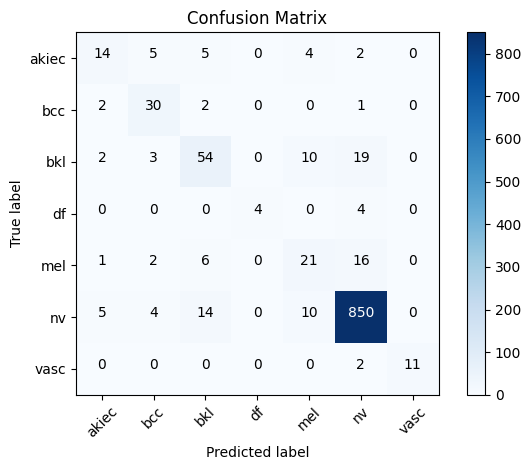 Confusion Matrix
True label
akiec 14 5 5 0 4 2 0
bcc 2 30 2 0 0 1 0
bkl 2 3 54 0 10 19 0
df 0 0 0 4 0 4 0
mel 1 2 6 0 21 16 0
nv 5 4 14 0 10 850 0
vasc 0 0 0 0 0 2 11
akiec bcc bkl df mel nv vasc
Predicted label
800
700
600
500
400
300
200
100
0